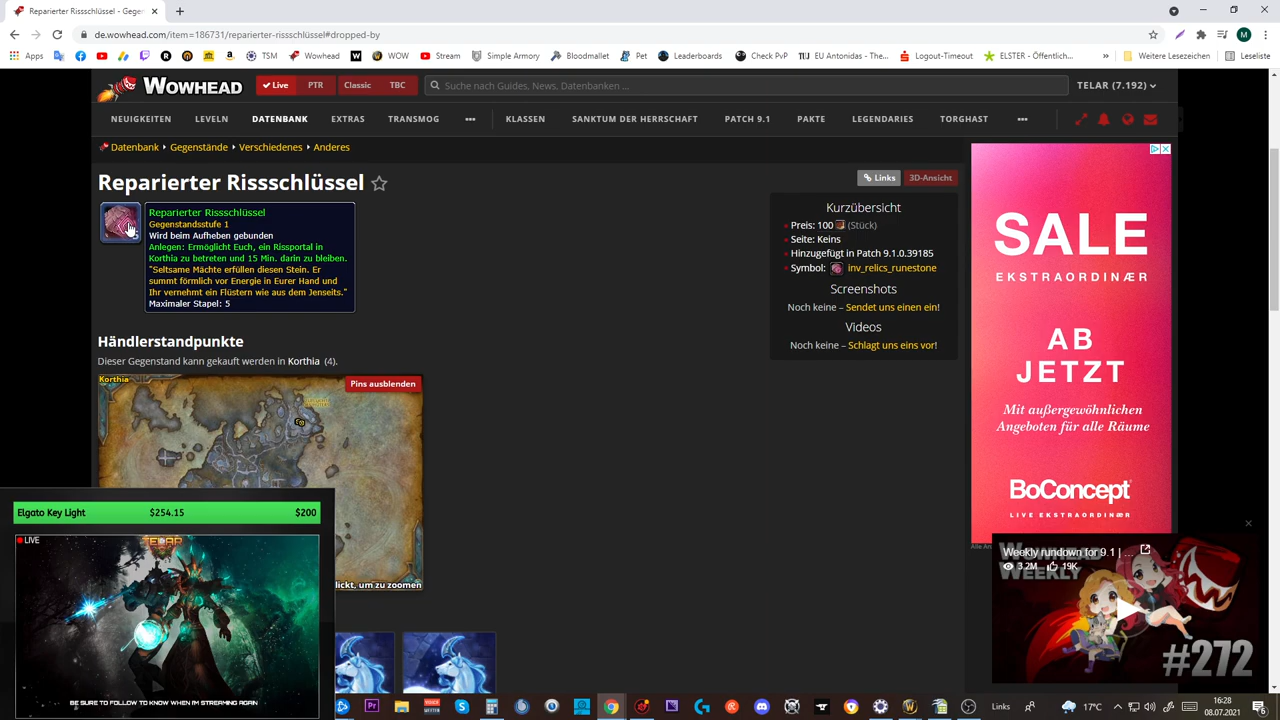 Reparierter Rissschlüssel - Gege
de.wowhead.com/item=186731/reparierter-rissschlüssel#dropped-by
M
Apps
TSM
Wowhead
WOW
Stream
Simple Armory
Bloodmallet
Pet
Leaderboards
Check PvP
EU Antonidas - The...
Logout-Timeout
ELSTER - Öffentlich...
»
Weitere Lesezeichen
Leseliste
WOWHEAD
Live
PTR
Classic
TBC
Suche nach Guides, News, Datenbanken ...
TELAR (7.192)
NEUIGKEITEN
LEVELN
DATENBANK
EXTRAS
TRANSMOG
KLASSEN
SANKTUM DER HERRSCHAFT
PATCH 9.1
PAKTE
LEGENDARIES
TORGHAST
Datenbank
Gegenstände
Verschiedenes
Anderes
Reparierter Rissschlüssel
Links
3D-Ansicht
Reparierter Rissschlüssel
Gegenstandsstufe 1
Wird beim Aufheben gebunden
Anlegen: Ermöglicht Euch, ein Rissportal in
Korthia zu betreten und 15 Min. darin zu bleiben.
"Seltsame Mächte erfüllen diesen Stein. Er
summt förmlich vor Energie in Eurer Hand und
Ihr vernehmt ein Flüstern wie aus dem Jenseits."
Maximaler Stapel: 5
Kurzübersicht
Preis: 100 (Stück)
Seite: Keins
Hinzugefügt in Patch 9.1.0.39185
Symbol: inv_relics_runestone
Screenshots
Noch keine – Sendet uns einen ein!
Videos
Noch keine – Schlagt uns eins vor!
Händlerstandpunkte
Dieser Gegenstand kann gekauft werden in Korthia (4).
Korthia
Pins ausblenden
lickt, um zu zoomen
SALE
EKSTRAORDINÆR
AB
JETZT
Mit außergewöhnlichen
Angeboten für alle Räume
BoConcept
LIVE EKSTRAORDINÆR
Weekly rundown for 9.1 | ...
3.2M
19K
WOWHEAD
WEEKLY
#272
Elgato Key Light
$254.15
$200
LIVE
TELAR
BE SURE TO FOLLOW TO KNOW WHEN I'M STREAMING AGAIN
Links
17°C
16:28
08.07.2021